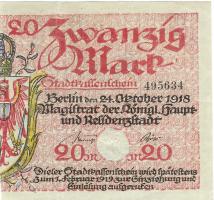 20 Zwanzig
Mark
Stadtkassenschein
495634
Berlin den 24. Oktober 1918
Magistrat der Königl. Haupt-
und Residenzstadt.
20 M 20
Dieser Stadtkassenschein wird spätestens
zum 1. Februar 1919 zur Einziehung und
Einlösung aufgerufen